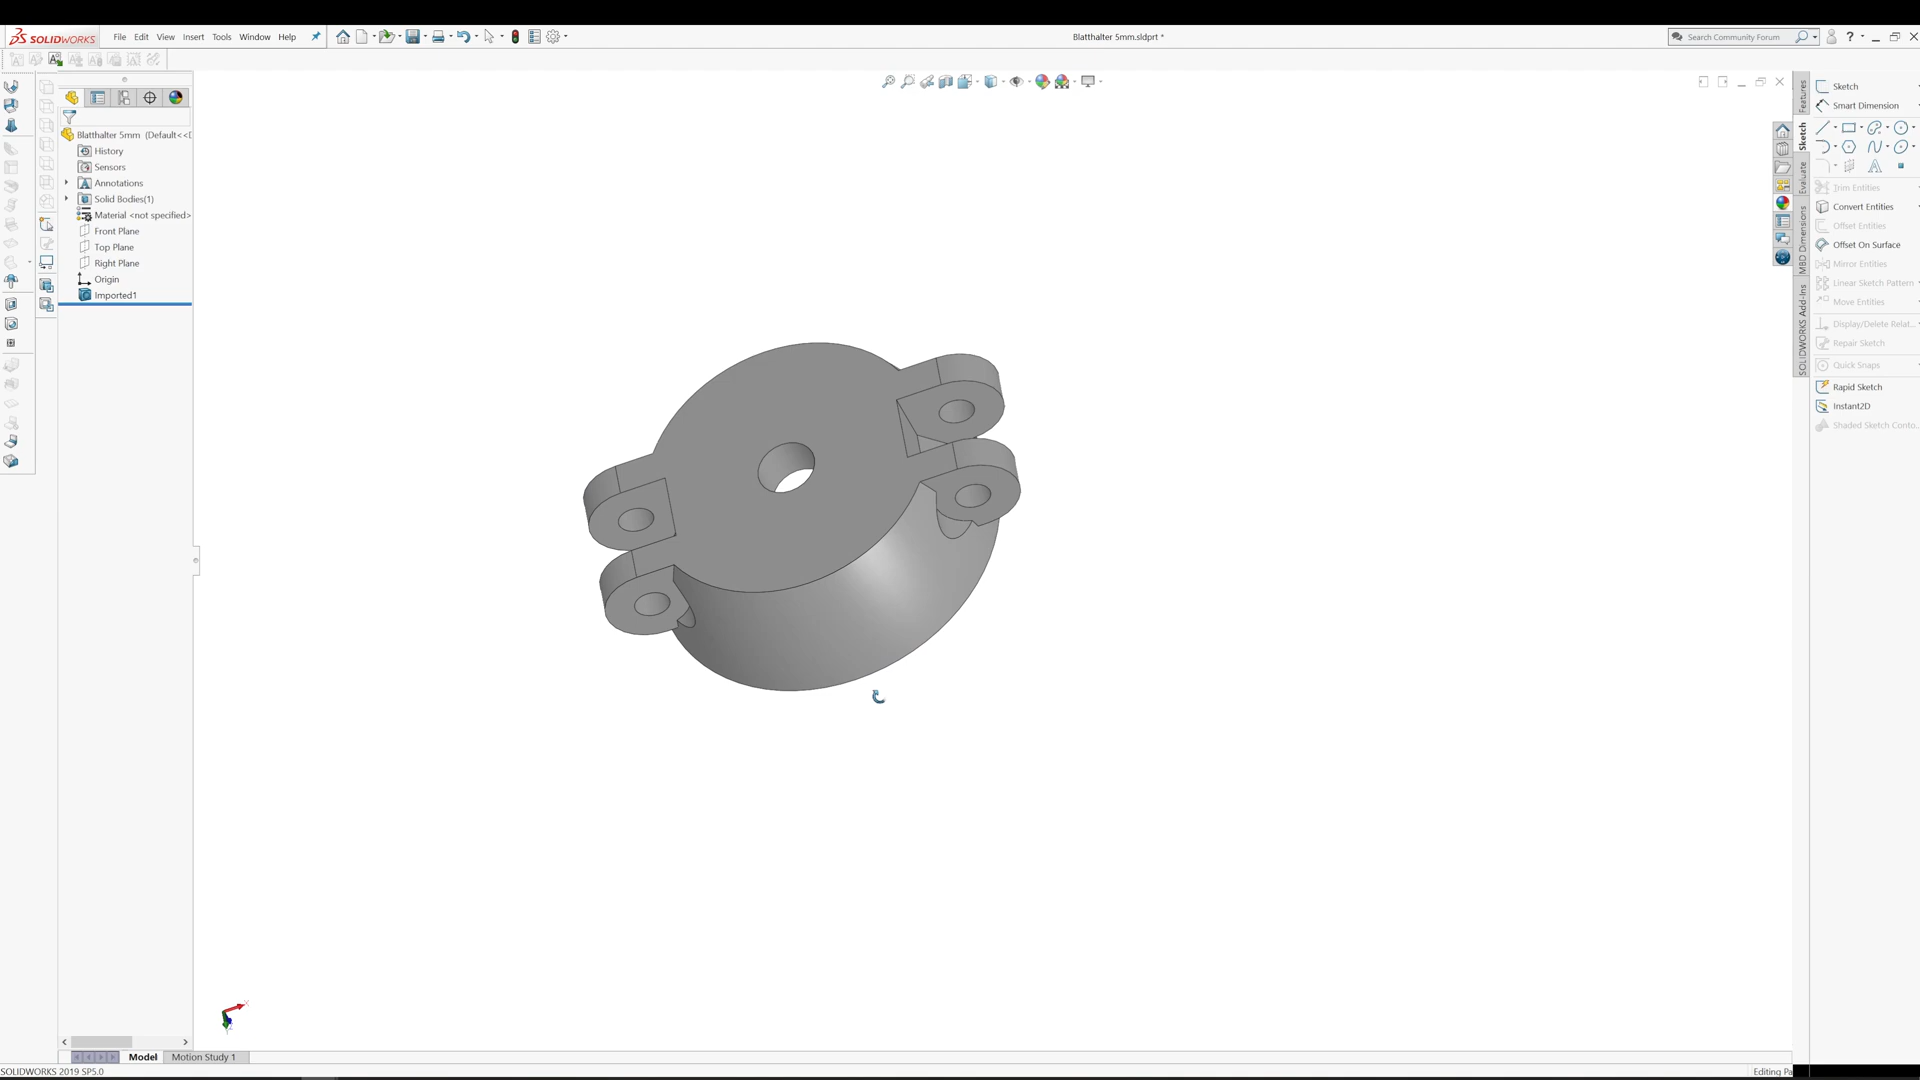 SOLIDWORKS File Edit View Insert Tools Window Help Blatthalter 5mm.sldprt * Search Community Forum ?
Blatthalter 5mm (Default<<D
History
Sensors
Annotations
Solid Bodies(1)
Material <not specified>
Front Plane
Top Plane
Right Plane
Origin
Imported1
Features
Sketch
Evaluate
MBD Dimensions
SOLIDWORKS Add-Ins
Sketch
Smart Dimension
Trim Entities
Convert Entities
Offset Entities
Offset On Surface
Mirror Entities
Linear Sketch Pattern
Move Entities
Display/Delete Relat...
Repair Sketch
Quick Snaps
Rapid Sketch
Instant2D
Shaded Sketch Conto...
Model Motion Study 1
SOLIDWORKS 2019 SP5.0 Editing Pa